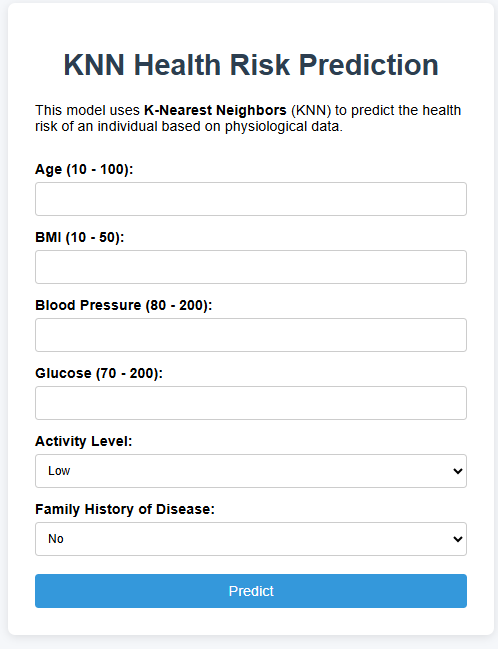 KNN Health Risk Prediction
This model uses K-Nearest Neighbors (KNN) to predict the health
risk of an individual based on physiological data.
Age (10 - 100):
BMI (10 - 50):
Blood Pressure (80 - 200):
Glucose (70 - 200):
Activity Level:
Low
Family History of Disease:
No
Predict